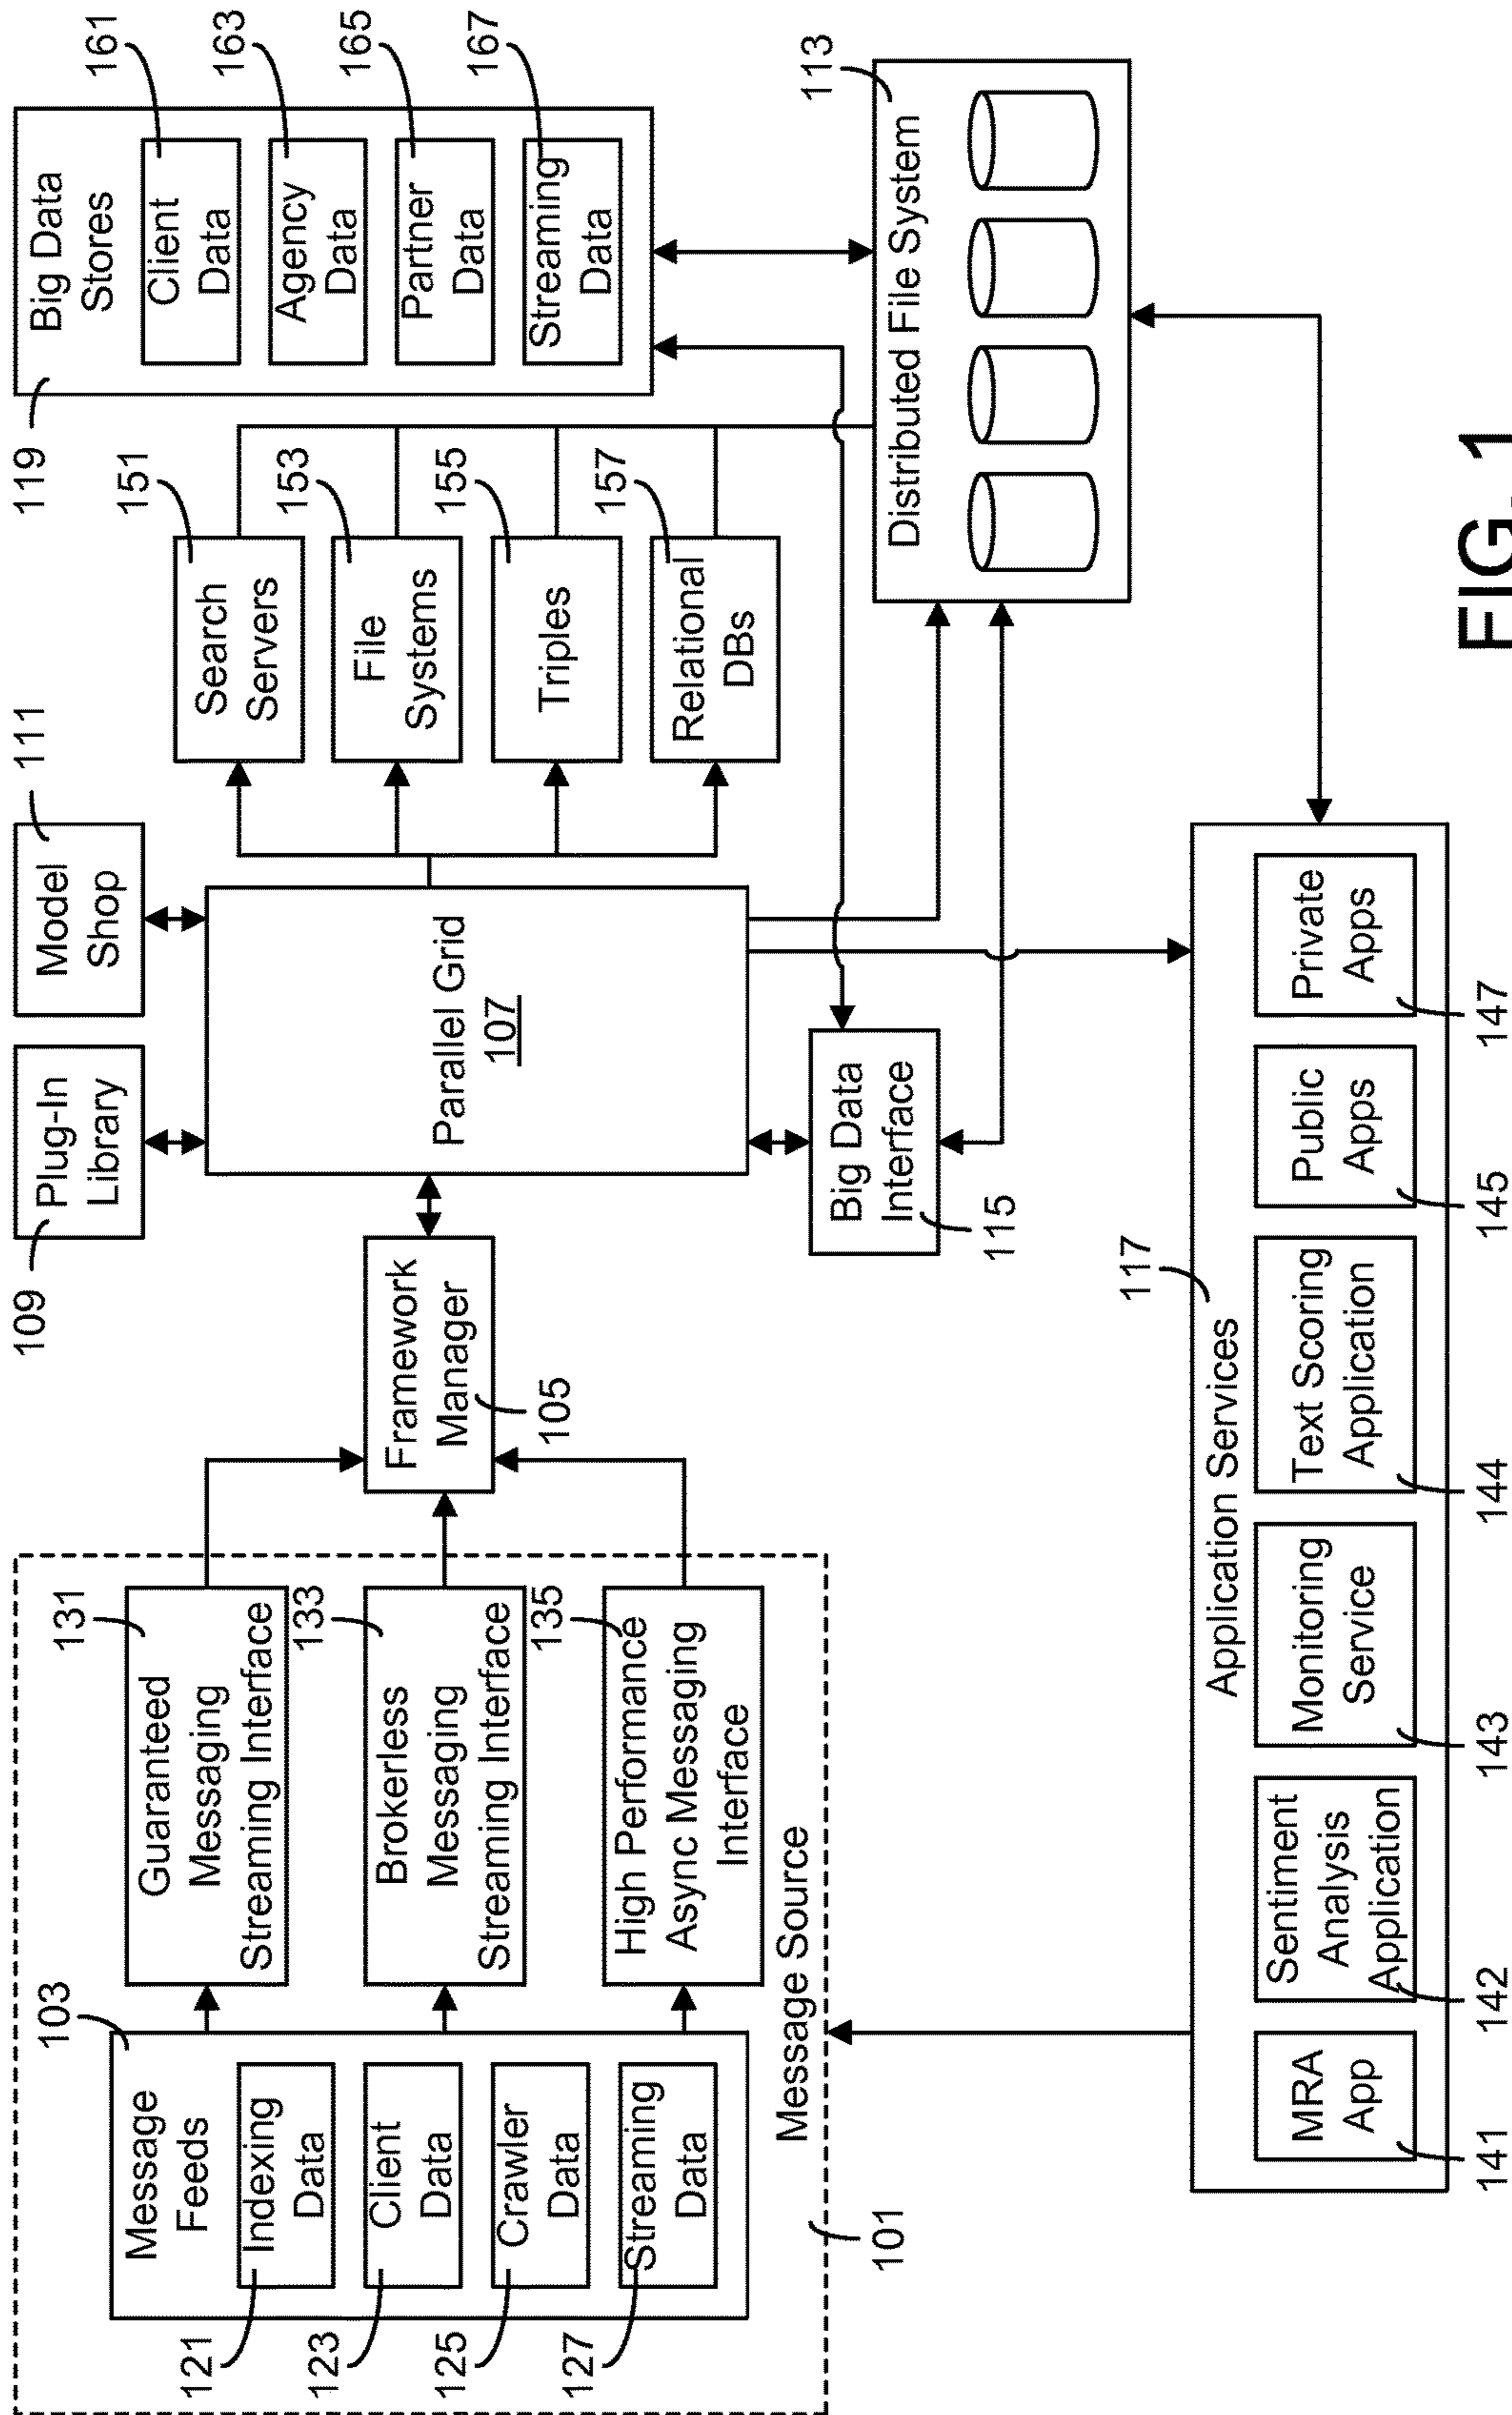 103
Message
Feeds
121
Indexing
Data
123
Client
Data
125
Crawler
Data
127
Streaming
Data
131
Guaranteed
Messaging
Streaming Interface
133
Brokerless
Messaging
Streaming Interface
135
High Performance
Async Messaging
Interface
Message Source
101
Framework
Manager
105
109
Plug-In
Library
111
Model
Shop
Parallel Grid
107
Big Data
Interface
115
151
Search
Servers
153
File
Systems
155
Triples
157
Relational
DBs
119
Big Data
Stores
161
Client
Data
163
Agency
Data
165
Partner
Data
167
Streaming
Data
113
Distributed File System
117
Application Services
MRA
App
141
Sentiment
Analysis
Application
142
Monitoring
Service
143
Text Scoring
Application
144
Public
Apps
145
Private
Apps
147
FIG. 1